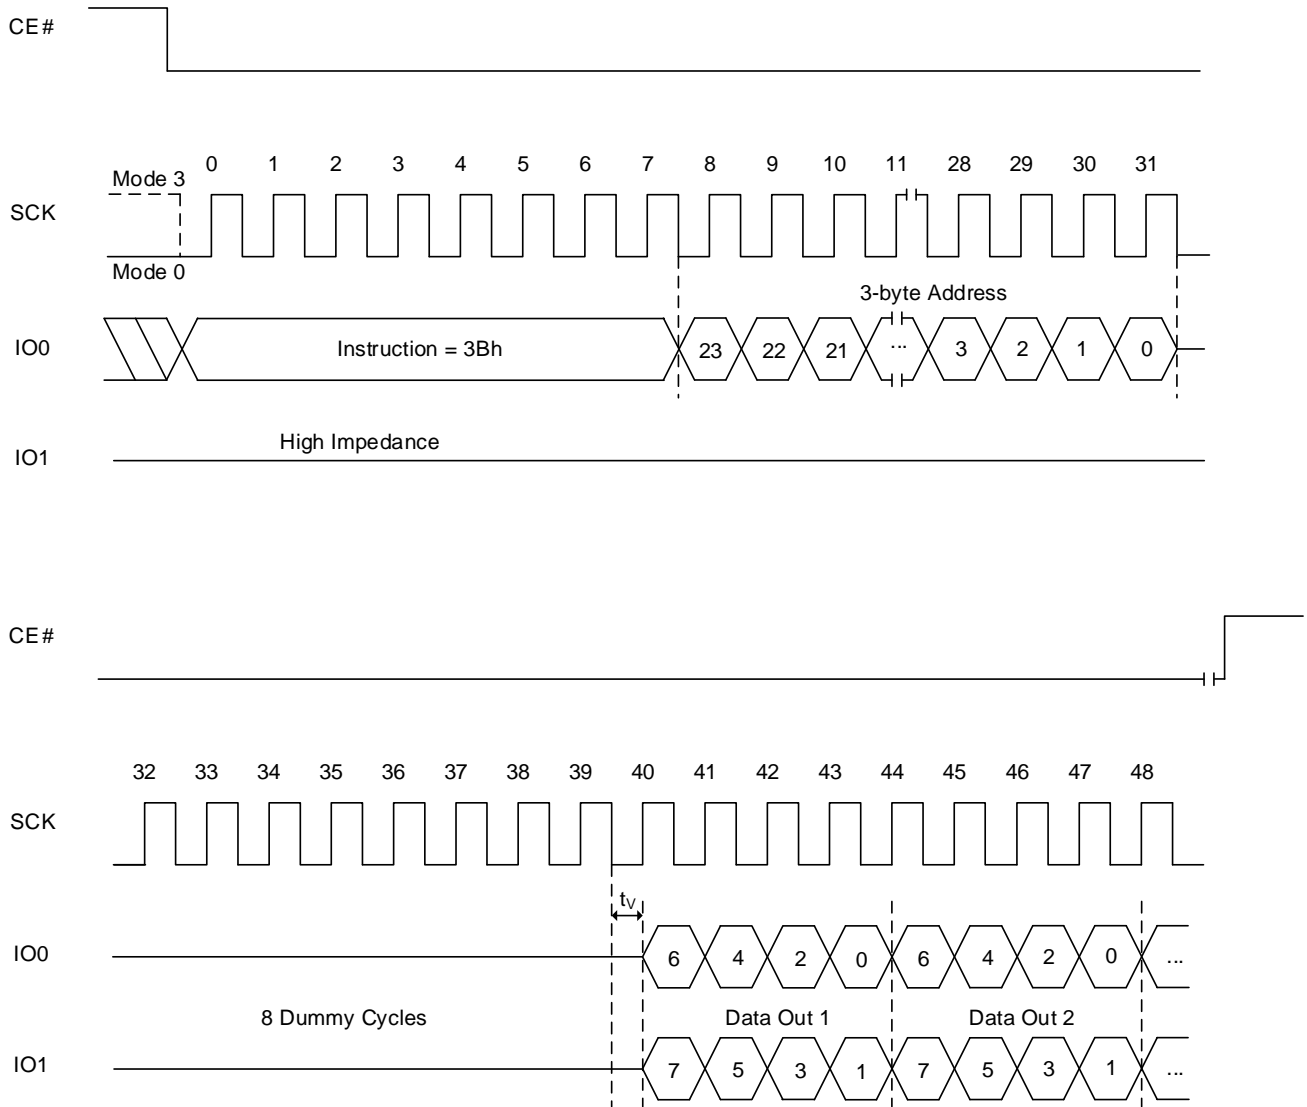 CE#
0 1 2 3 4 5 6 7 8 9 10 11 28 29 30 31
Mode 3
SCK
Mode 0
3-byte Address
IO0 Instruction = 3Bh 23 22 21 ... 3 2 1 0
High Impedance
IO1
CE#
32 33 34 35 36 37 38 39 40 41 42 43 44 45 46 47 48
SCK
tV
IO0 6 4 2 0 6 4 2 0 ...
8 Dummy Cycles Data Out 1 Data Out 2
IO1 7 5 3 1 7 5 3 1 ...